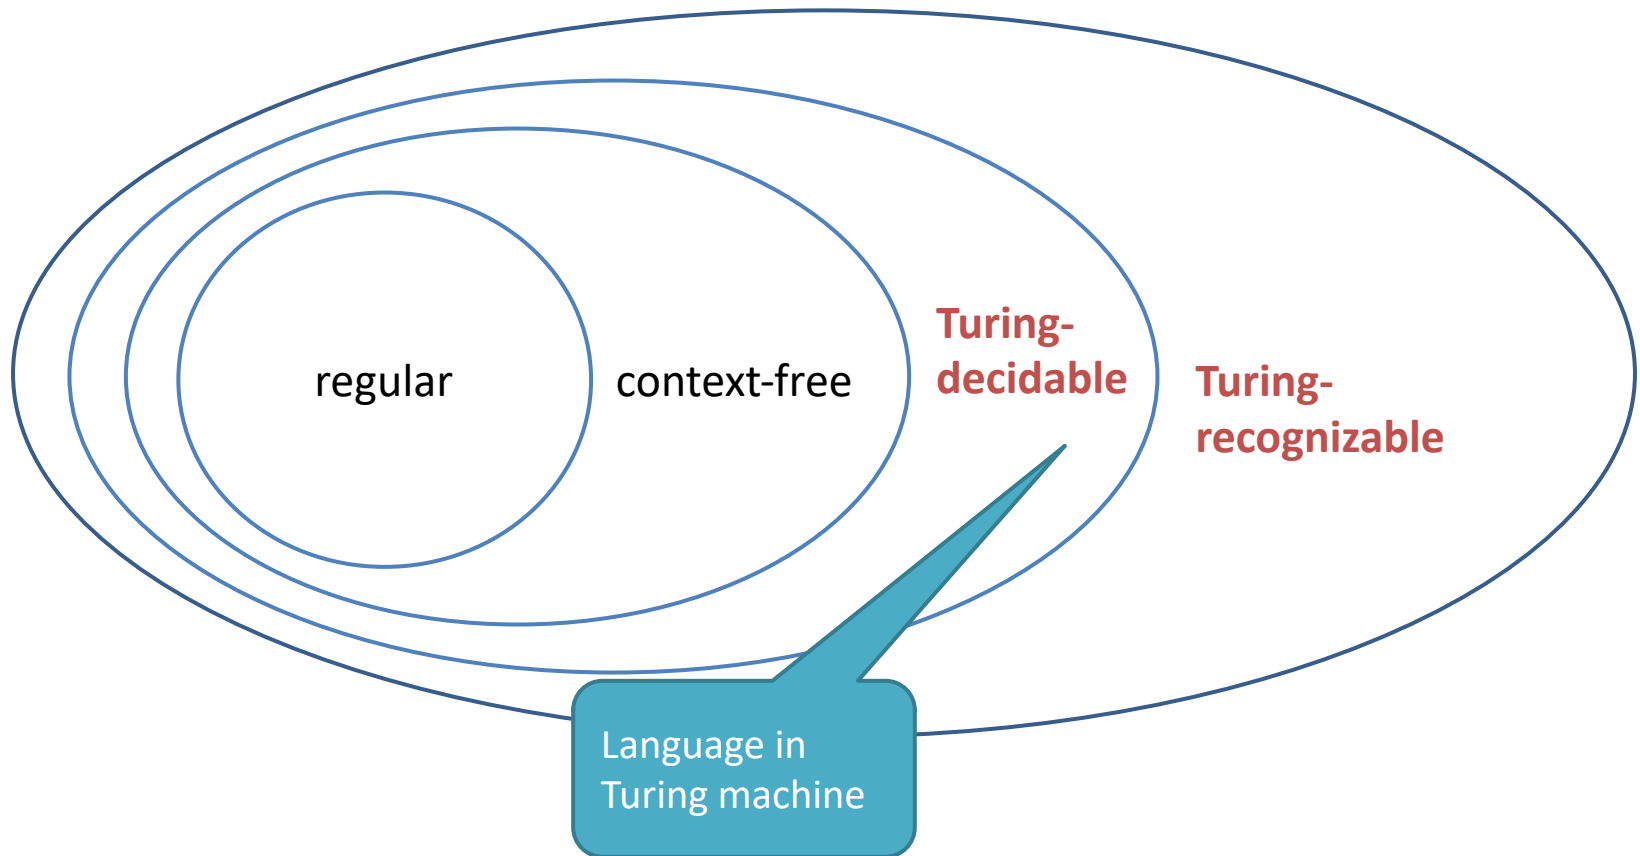 regular
context-free
Turing-
decidable
Turing-
recognizable
Language in
Turing machine